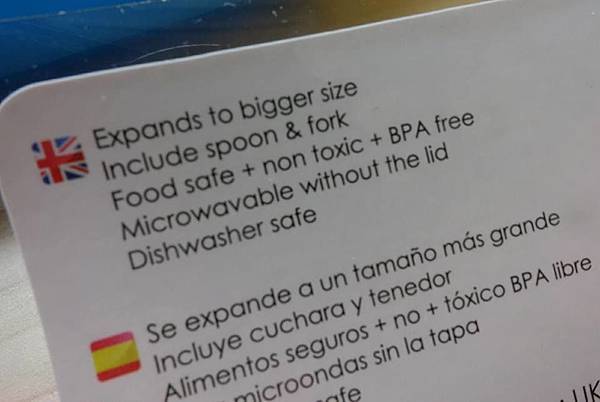 Expands to bigger size
Include spoon & fork
Food safe + non toxic + BPA free
Microwavable without the lid
Dishwasher safe
Se expande a un tamaño más grande
Incluye cuchara y tenedor
Alimentos seguros + no + tóxico BPA libre
microondas sin la tapa
UK